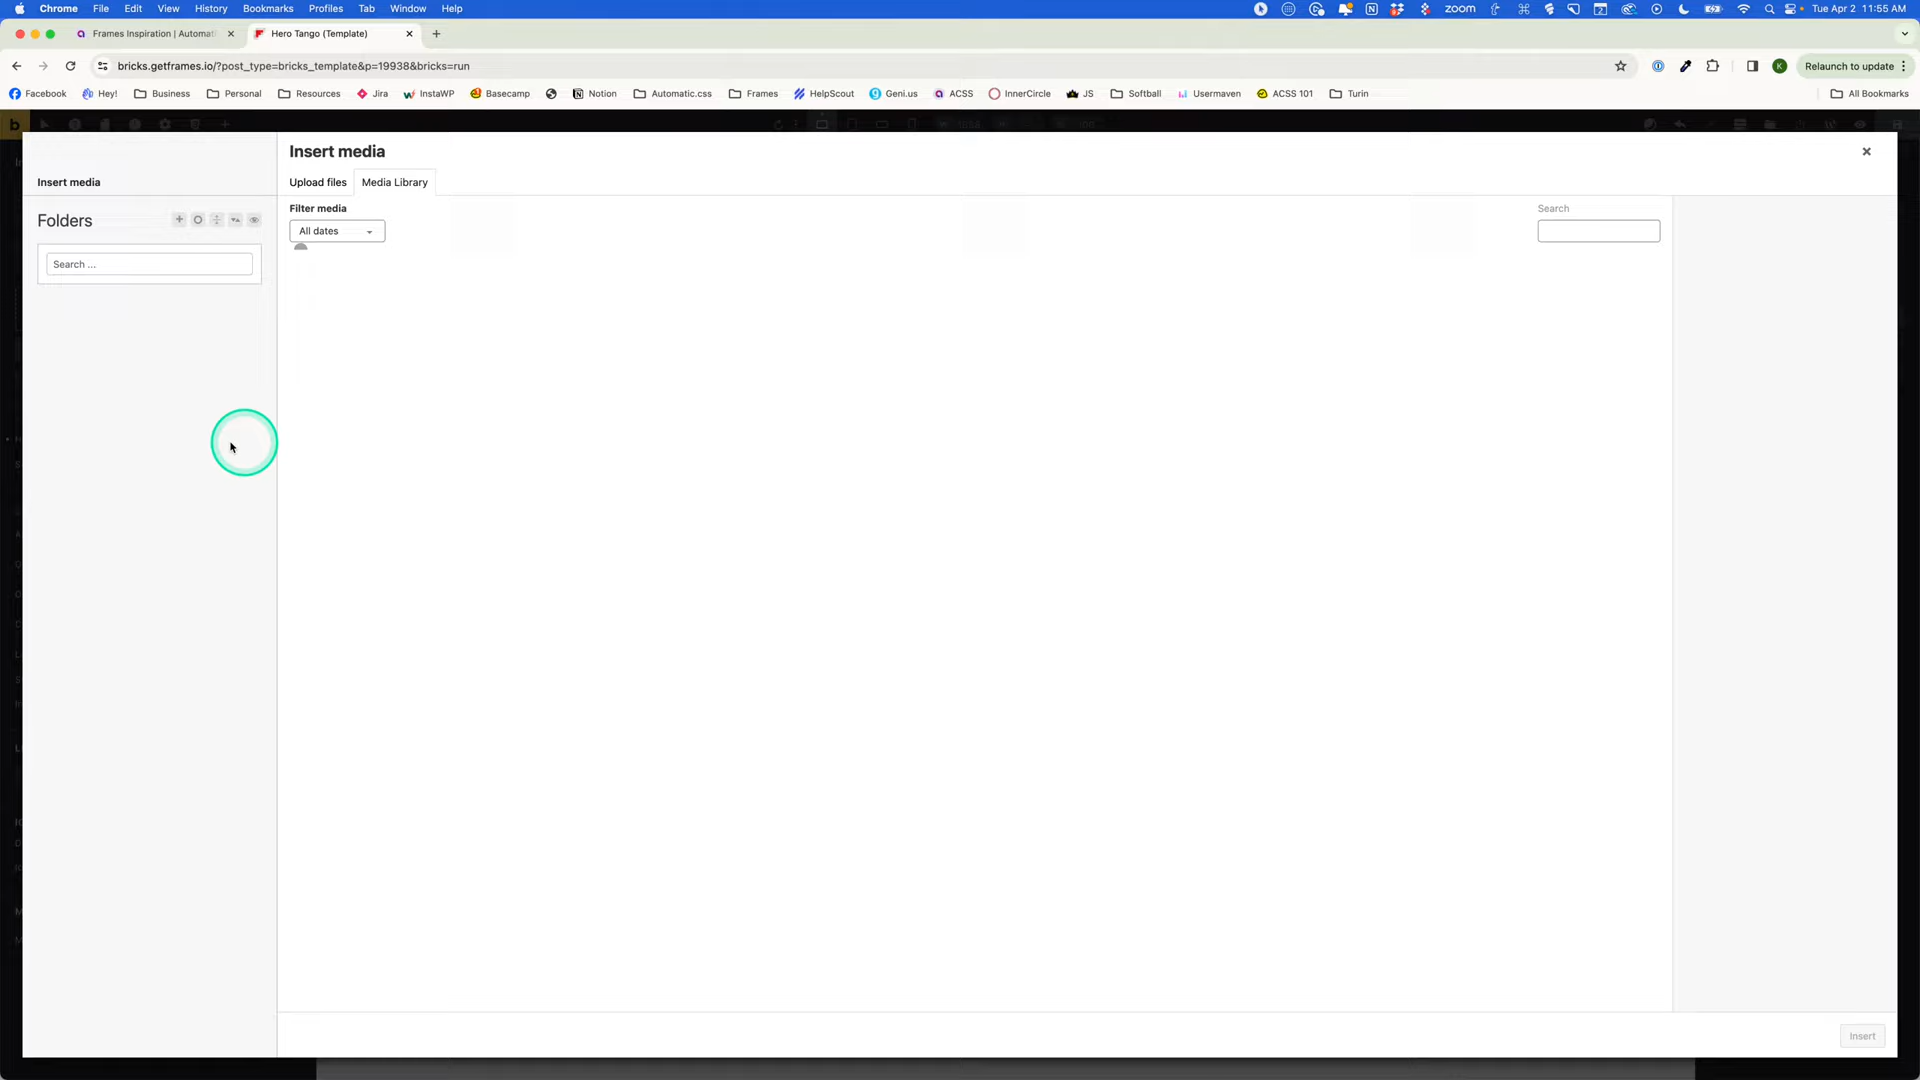 Chrome File Edit View History Bookmarks Profiles Tab Window Help zoom Tue Apr 2 11:55 AM
Frames Inspiration | Automat Hero Tango (Template)
bricks.getframes.io/?post_type=bricks_template&p=19938&bricks=run Relaunch to update
Facebook Hey! Business Personal Resources Jira InstaWP Basecamp Notion Automatic.css Frames HelpScout Geni.us ACSS InnerCircle JS Softball Usermaven ACSS 101 Turin All Bookmarks
Insert media
Insert media Upload files Media Library
Filter media Search
Folders
All dates
Search ...
Insert